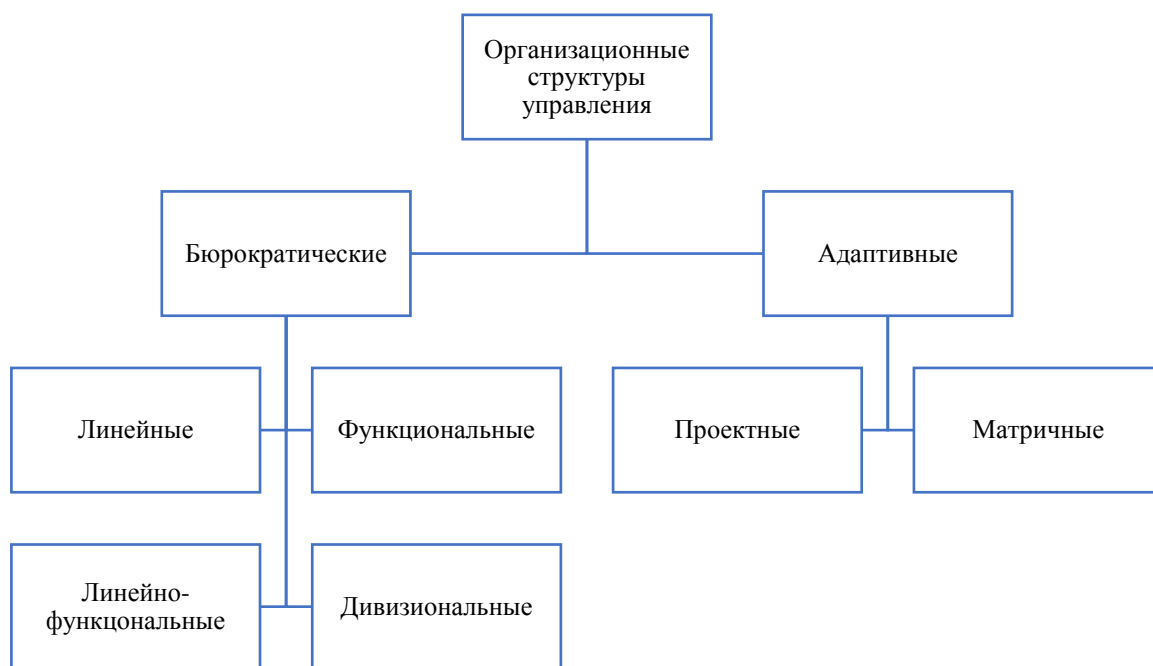 Организационные
структуры
управления
Бюрократические
Адаптивные
Линейные
Функциональные
Проектные
Матричные
Линейно-
функцональные
Дивизиональные